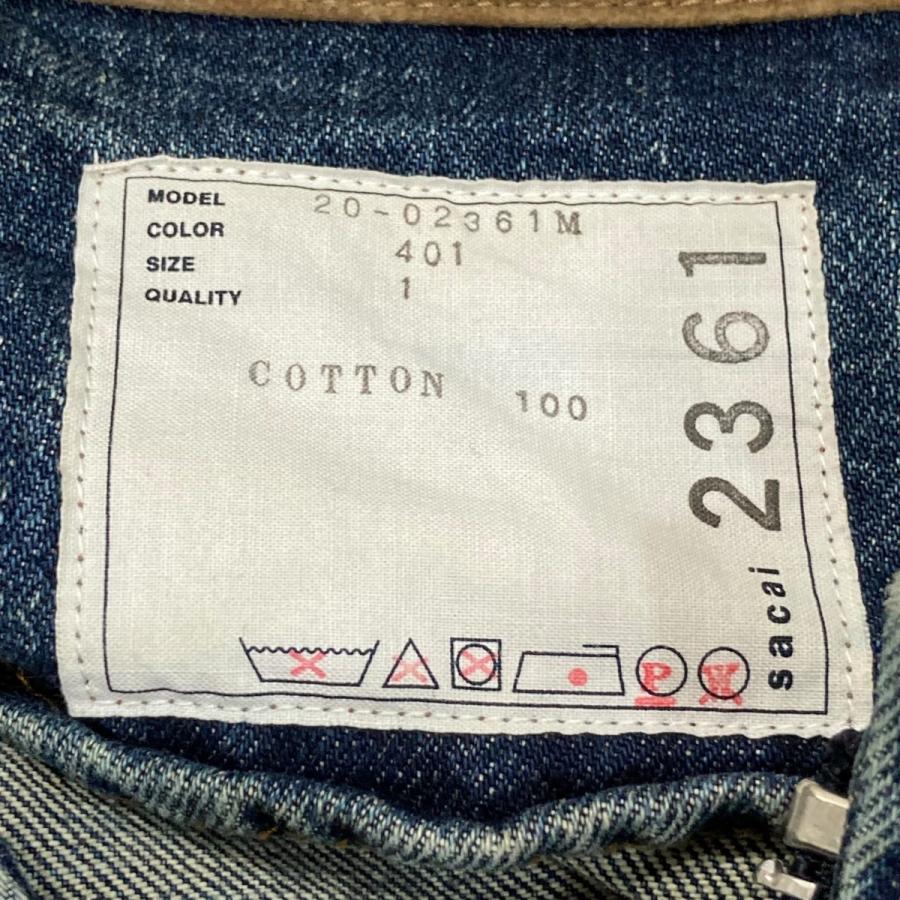 MODEL 20-02361M
COLOR 401
SIZE 1
QUALITY
COTTON 100
2361
sacai
P
W